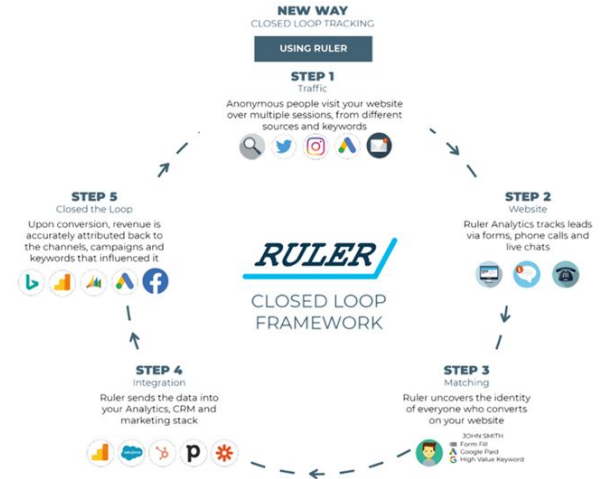 NEW WAY
CLOSED LOOP TRACKING
USING RULER
STEP 1
Traffic
Anonymous people visit your website
over multiple sessions, from different
sources and keywords
STEP 2
Website
Ruler Analytics tracks leads
via forms, phone calls and
live chats
1
STEP 3
Matching
Ruler uncovers the identity
of everyone who converts
on your website
JOHN SMITH
Form Fill
Google Paid
High Value Keyword
STEP 4
Integration
Ruler sends the data into
your Analytics, CRM and
marketing stack
salesforce
p
STEP 5
Closed the Loop
Upon conversion, revenue is
accurately attributed back to
the channels, campaigns and
keywords that influenced it
RULER
CLOSED LOOP
FRAMEWORK